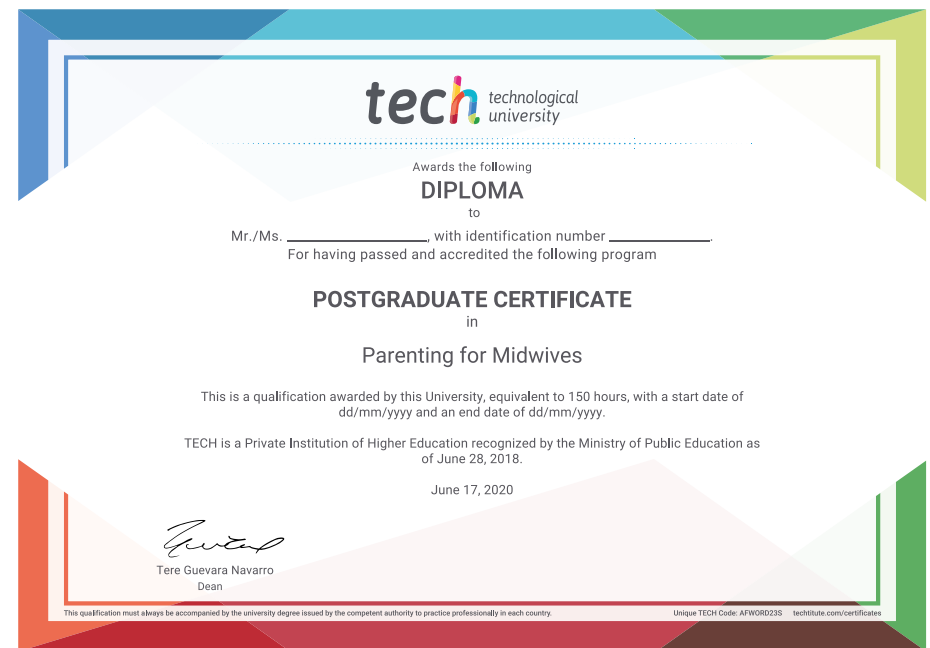 tech technological
university
Awards the following
DIPLOMA
to
Mr./Ms. ____________________, with identification number ______________.
For having passed and accredited the following program
POSTGRADUATE CERTIFICATE
in
Parenting for Midwives
This is a qualification awarded by this University, equivalent to 150 hours, with a start date of
dd/mm/yyyy and an end date of dd/mm/yyyy.
TECH is a Private Institution of Higher Education recognized by the Ministry of Public Education as
of June 28, 2018.
June 17, 2020
Tere Guevara Navarro
Dean
This qualification must always be accompanied by the university degree issued by the competent authority to practice professionally in each country.
Unique TECH Code: AFWORD23S techtitute.com/certificates